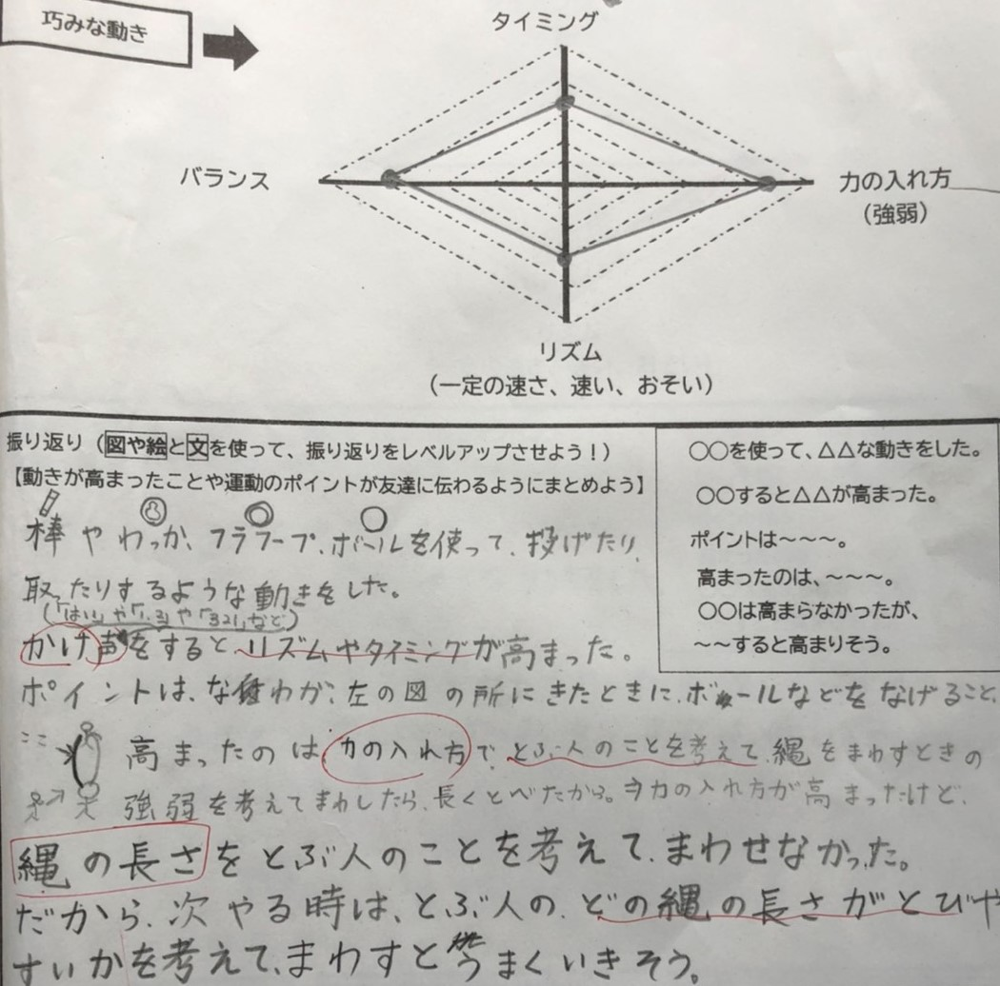 巧みな動き
タイミング
バランス
力の入れ方
(強弱)
リズム
(一定の速さ、速い、おそい)
振り返り(図や絵と文を使って、振り返りをレベルアップさせよう!)
【動きが高まったことや運動のポイントが友達に伝わるようにまとめよう】
○○を使って、△△な動きをした。
○○すると△△が高まった。
ポイントは~~~。
高まったのは、~~~。
○○は高まらなかったが、
~~すると高まりそう。
棒やわっか、フラフープ、ボールを使って、投げたり、
取ったりするような動きをした。
(「はい」や「1.2」や「321」など)
かけ声をするとリズムやタイミングが高まった。
ポイントは、なわが、左の図の所にきたときに、ボールなどをなげること、
ここ
高まったのは、力の入れ方で、とぶ人のことを考えて、縄をまわすときの
強弱を考えてまわしたら、長くとべたから。力の入れ方が高まったけど、
縄の長さをとぶ人のことを考えて、まわせなかった。
だから、次やる時は、とぶ人の、どの縄の長さがとびや
すいかを考えて、まわすとうまくいきそう。